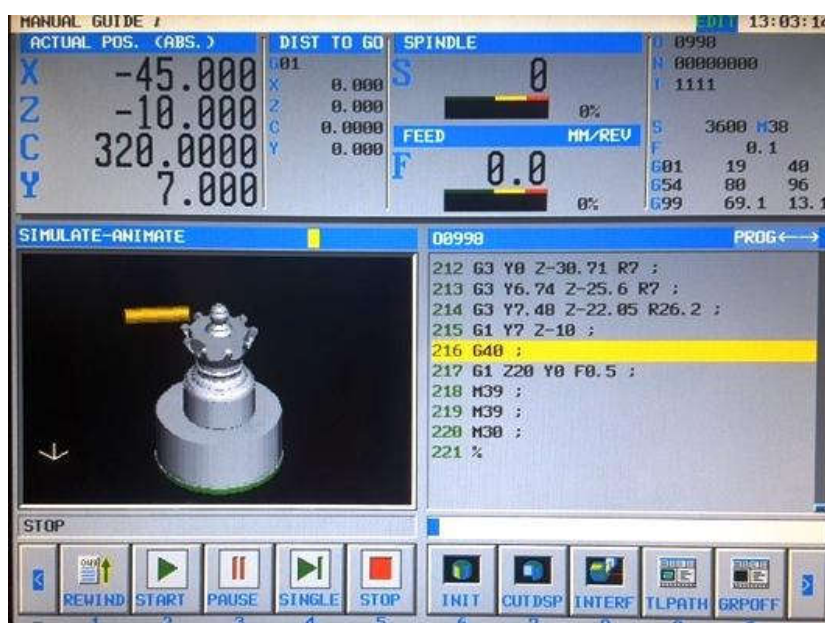 MANUAL GUIDE i
EDIT 13:03:14
ACTUAL POS. (ABS.)
X -45.000
Z -10.000
C 320.0000
Y 7.000
DIST TO GO
G01
X 0.000
Z 0.000
C 0.0000
Y 0.000
SPINDLE
S 0
0%
FEED MM/REV
F 0.0
0%
O 0998
N 00000000
T 1111
S 3600 M38
F 0.1
G01 19 40
G54 80 96
G99 69.1 13.1
SIMULATE-ANIMATE
STOP
O0998 PROG
212 G3 Y0 Z-30.71 R7 ;
213 G3 Y6.74 Z-25.6 R7 ;
214 G3 Y7.48 Z-22.05 R26.2 ;
215 G1 Y7 Z-10 ;
216 G40 ;
217 G1 Z20 Y0 F0.5 ;
218 M39 ;
219 M39 ;
220 M30 ;
221 %
REWIND START PAUSE SINGLE STOP INIT CUTDSP INTERF TLPATH GRPOFF